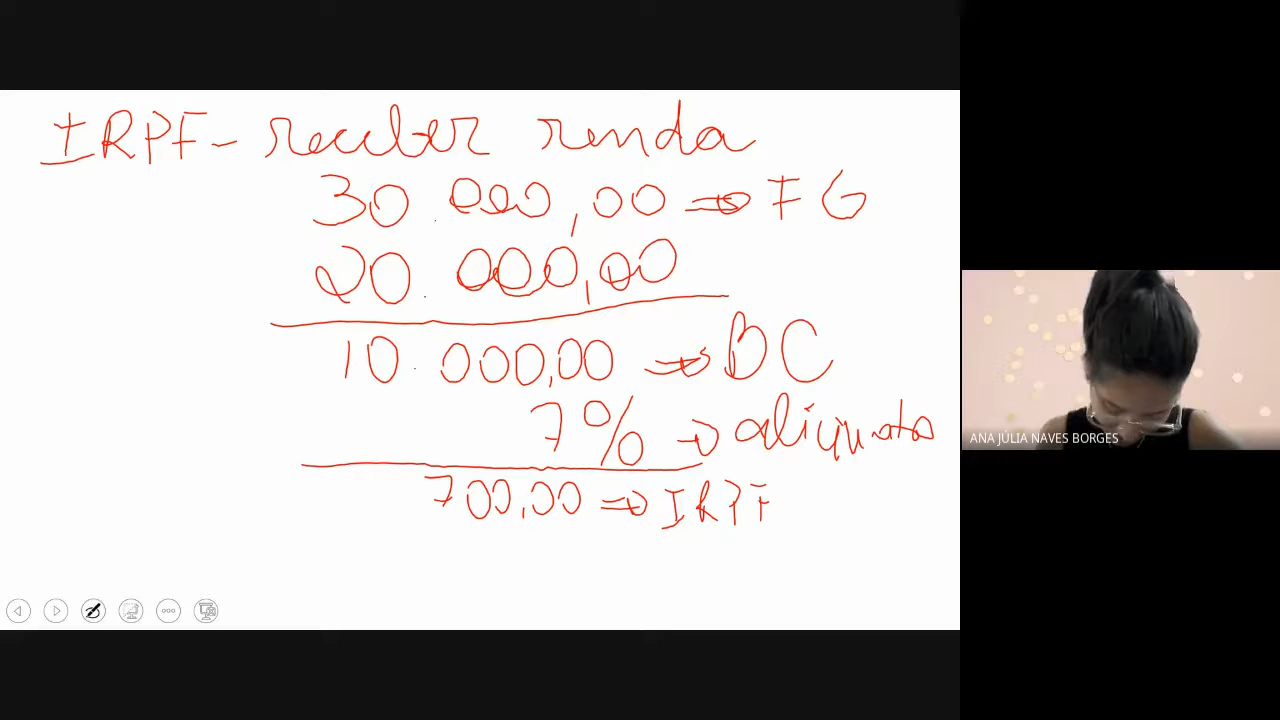 IRPF - receber renda
30.000,00 => FG
20.000,00
10.000,00 => BC
7% -> alíquota
700,00 => IRPF
ANA JÚLIA NAVES BORGES